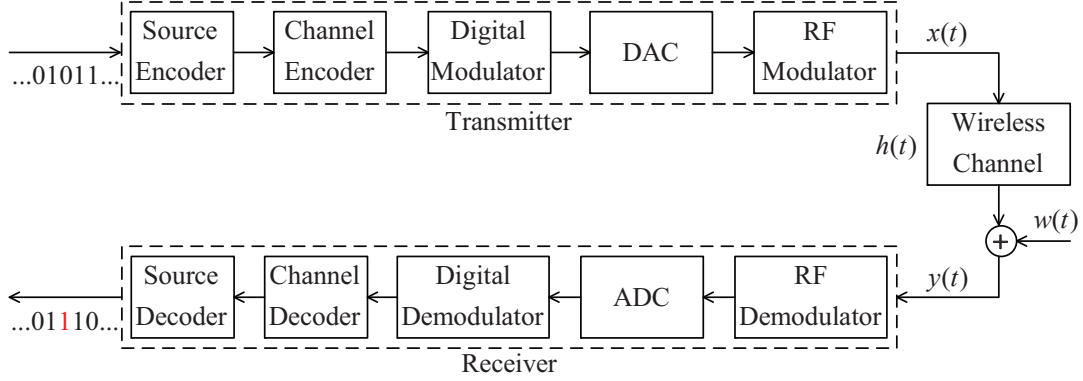 Source
Encoder
Channel
Encoder
Digital
Modulator
DAC
RF
Modulator
x(t)
...01011...
Transmitter
h(t)
Wireless
Channel
w(t)
+
y(t)
Source
Decoder
Channel
Decoder
Digital
Demodulator
ADC
RF
Demodulator
...01110...
Receiver